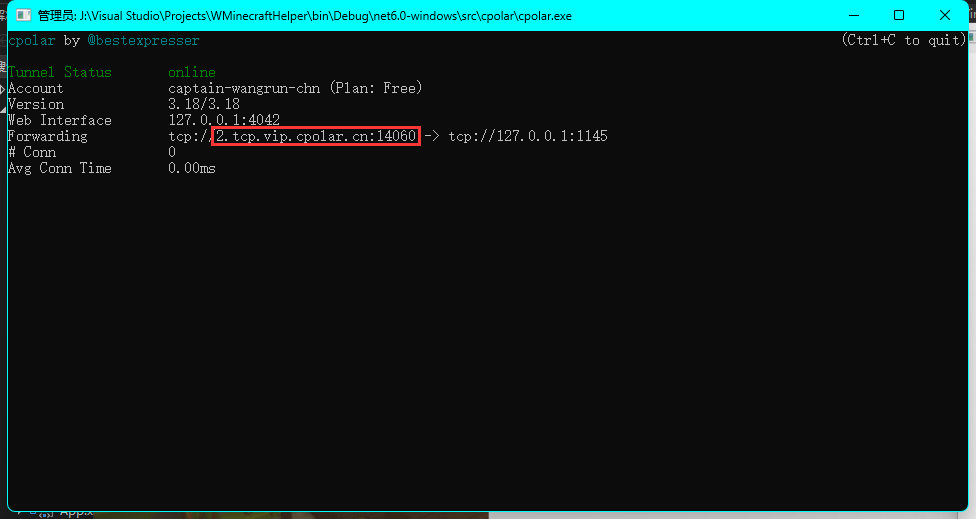 管理员: J:\Visual Studio\Projects\WMinecraftHelper\bin\Debug\net6.0-windows\src\cpolar\cpolar.exe
cpolar by @bestexpresser (Ctrl+C to quit)
Tunnel Status online
Account captain-wangrun-chn (Plan: Free)
Version 3.18/3.18
Web Interface 127.0.0.1:4042
Forwarding tcp://2.tcp.vip.cpolar.cn:14060 -> tcp://127.0.0.1:1145
# Conn 0
Avg Conn Time 0.00ms